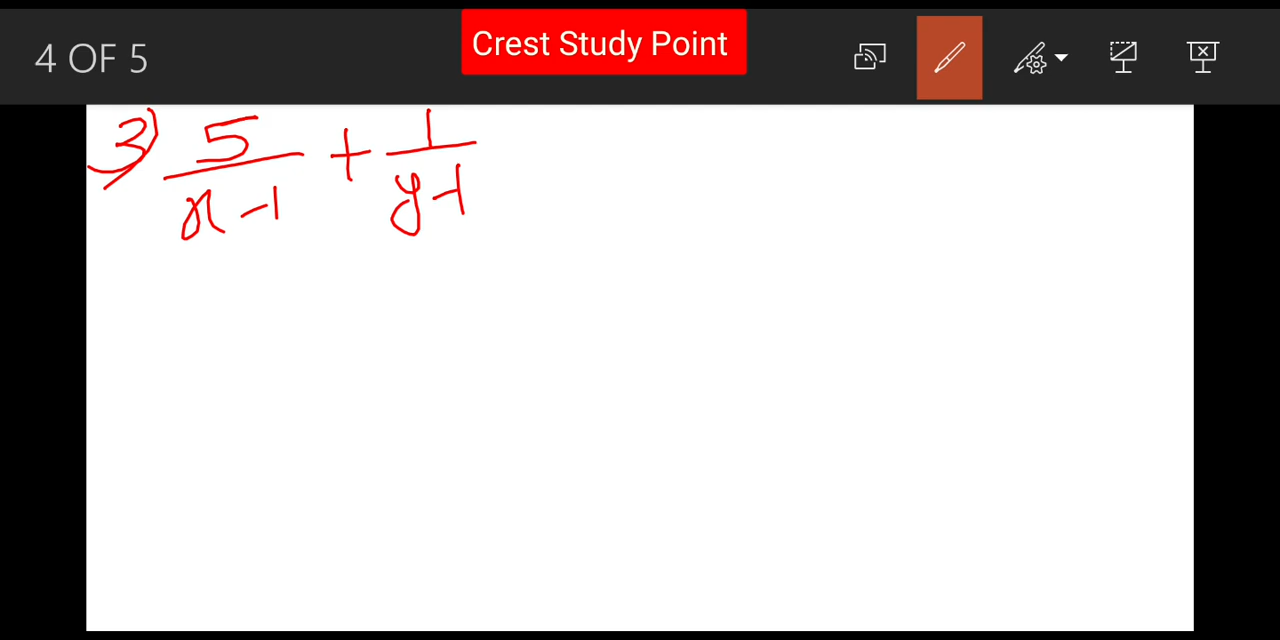 4 OF 5
Crest Study Point
3) 5/(x-1) + 1/(y-1)